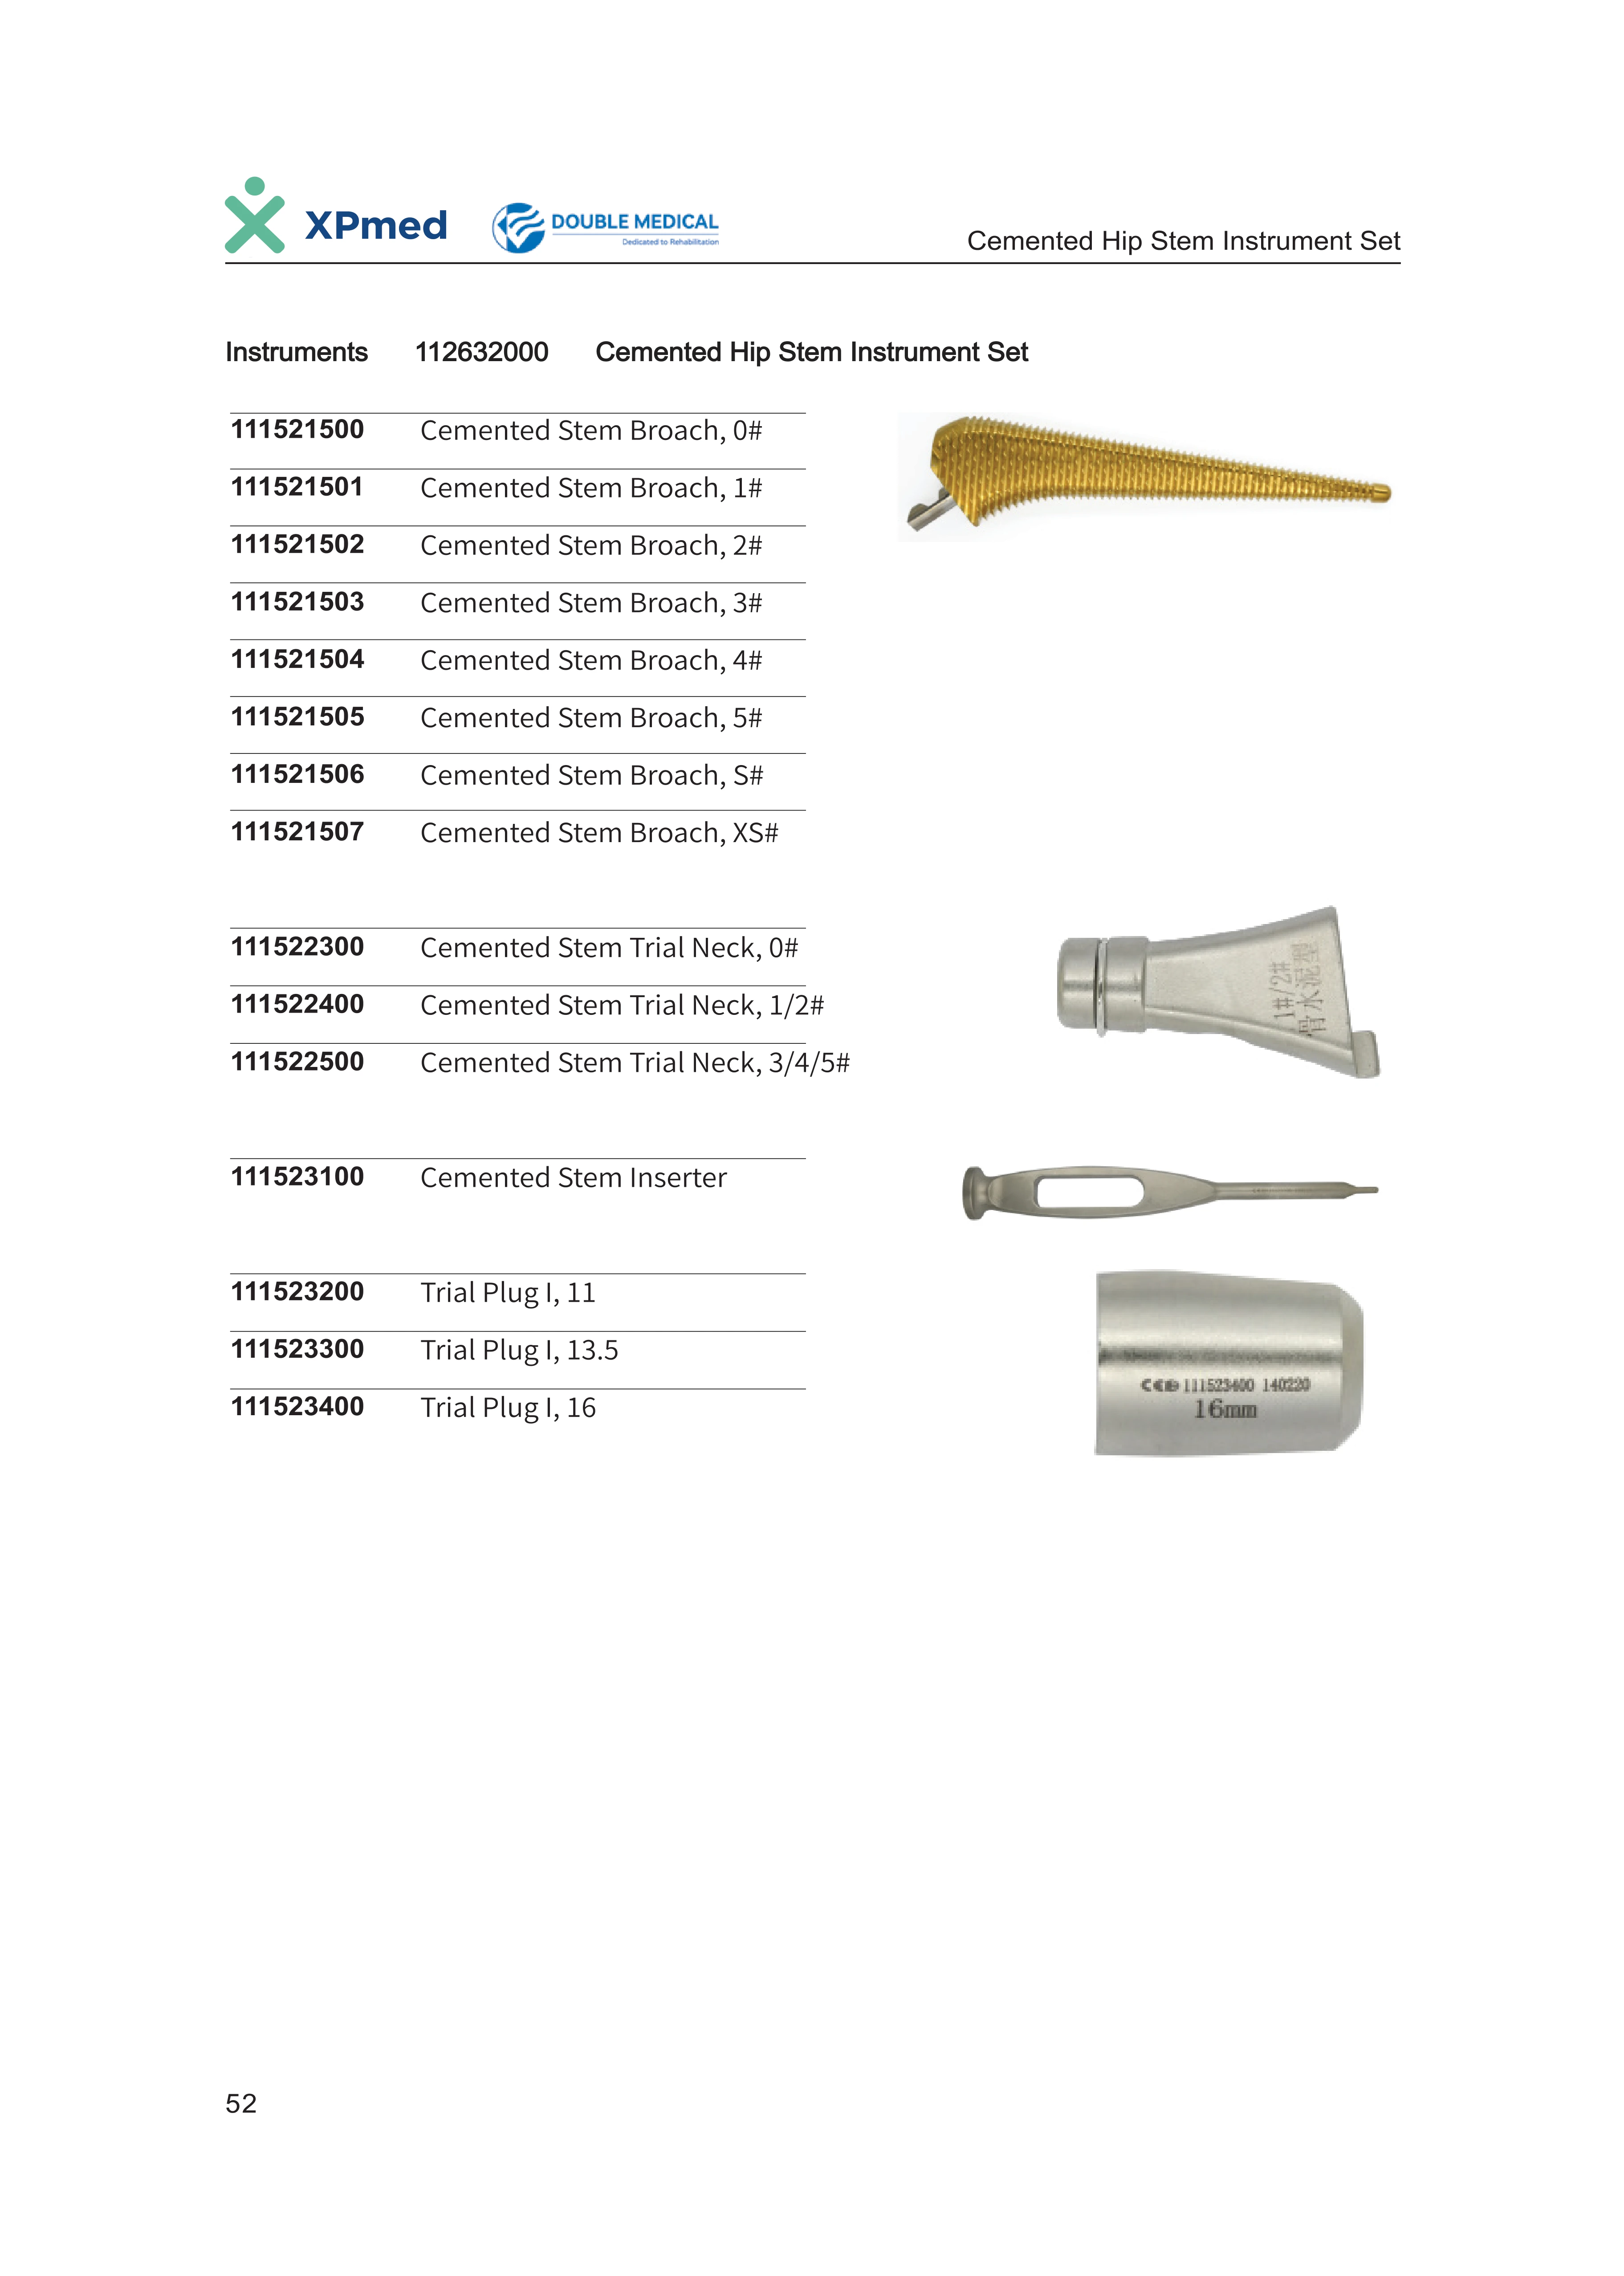 XPmed
DOUBLE MEDICAL
Dedicated to Rehabilitation
Cemented Hip Stem Instrument Set
Instruments 112632000 Cemented Hip Stem Instrument Set
111521500 Cemented Stem Broach, 0#
111521501 Cemented Stem Broach, 1#
111521502 Cemented Stem Broach, 2#
111521503 Cemented Stem Broach, 3#
111521504 Cemented Stem Broach, 4#
111521505 Cemented Stem Broach, 5#
111521506 Cemented Stem Broach, S#
111521507 Cemented Stem Broach, XS#
111522300 Cemented Stem Trial Neck, 0#
111522400 Cemented Stem Trial Neck, 1/2#
111522500 Cemented Stem Trial Neck, 3/4/5#
1#/2#
骨水泥型
111523100 Cemented Stem Inserter
111523200 Trial Plug I, 11
111523300 Trial Plug I, 13.5
111523400 Trial Plug I, 16
CE 111523400 140220
16mm
52